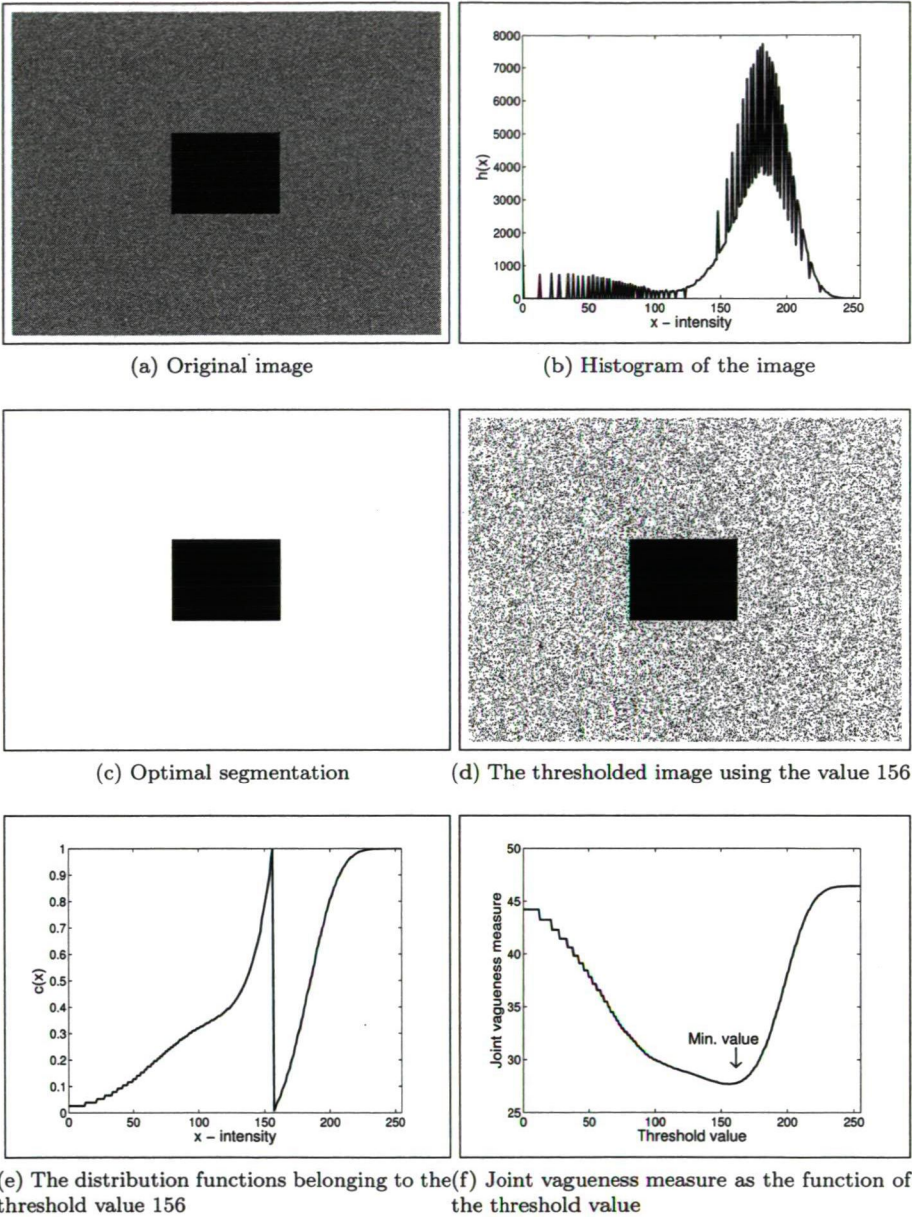 8000
7000
6000
5000
4000
3000
2000
1000
0
h(x)
0 50 100 150 200 250
x − intensity
(a) Original image
(b) Histogram of the image
(c) Optimal segmentation
(d) The thresholded image using the value 156
1
0.9
0.8
0.7
0.6
0.5
0.4
0.3
0.2
0.1
0
c(x)
0 50 100 150 200 250
x − intensity
50
45
40
35
30
25
Joint vagueness measure
Min. value
0 50 100 150 200 250
Threshold value
(e) The distribution functions belonging to the
threshold value 156
(f) Joint vagueness measure as the function of
the threshold value